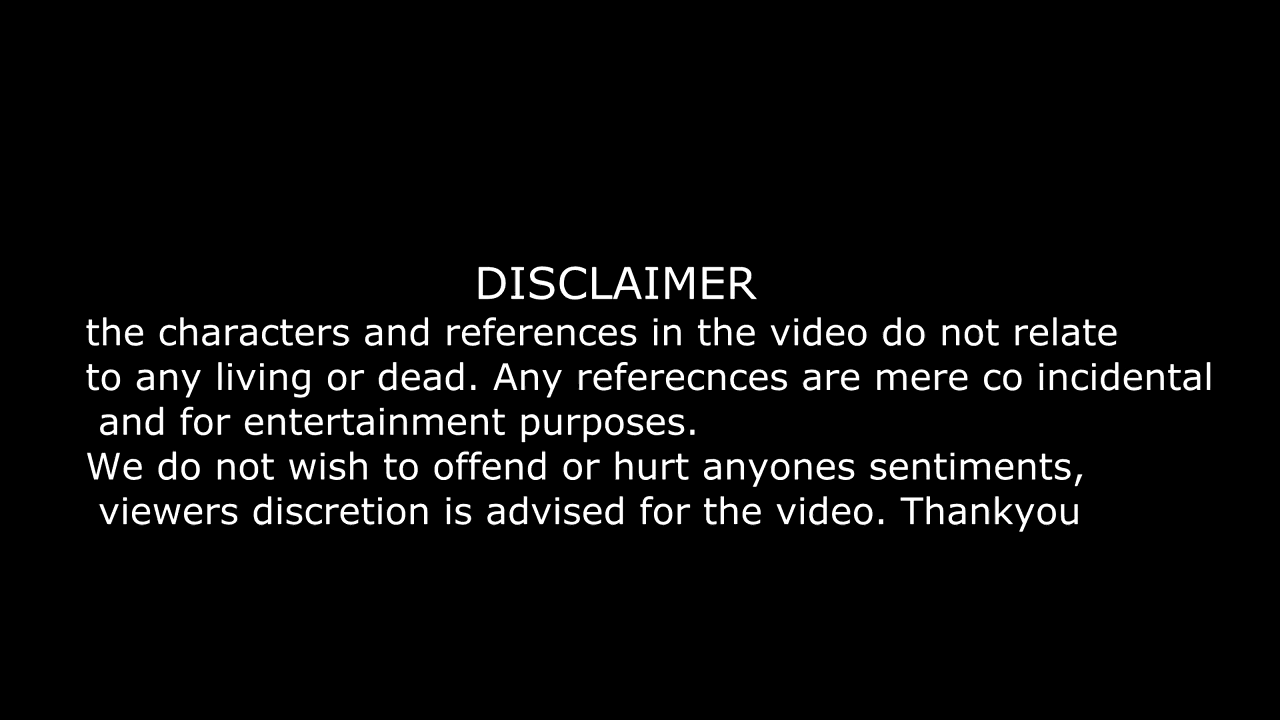 DISCLAIMER
the characters and references in the video do not relate
to any living or dead. Any referecnces are mere co incidental
and for entertainment purposes.
We do not wish to offend or hurt anyones sentiments,
viewers discretion is advised for the video. Thankyou